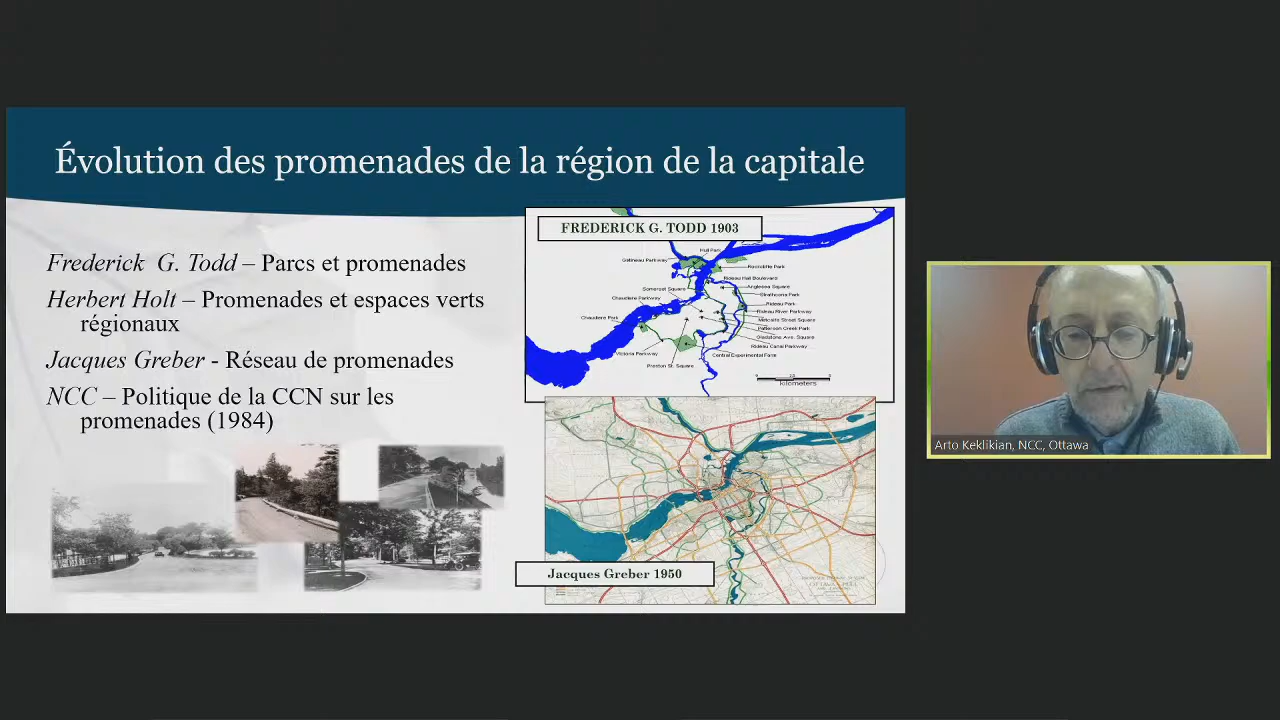 Évolution des promenades de la région de la capitale
Frederick G. Todd – Parcs et promenades
Herbert Holt – Promenades et espaces verts
régionaux
Jacques Greber - Réseau de promenades
NCC – Politique de la CCN sur les
promenades (1984)
FREDERICK G. TODD 1903
Hull Park
Gatineau Parkway
Rockcliffe Park
Rideau Hall Boulevard
Somerset Square
Anglesea Square
Strathcona Park
Chaudiere Parkway
Rideau Park
Rideau River Parkway
Chaudiere Park
Metcalfe Street Square
Patterson Creek Park
Gladstone Ave. Square
Rideau Canal Parkway
Victoria Parkway
Central Experimental Farm
Preston St. Square
kilometers
Jacques Greber 1950
Arto Keklikian, NCC, Ottawa